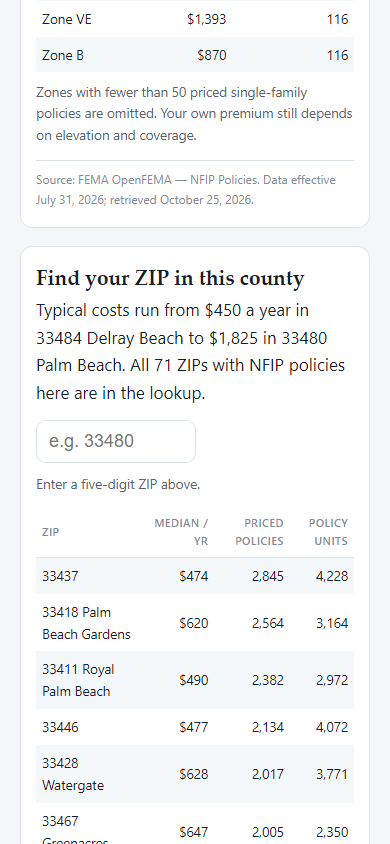 Zone VE $1,393 116
Zone B $870 116
Zones with fewer than 50 priced single-family
policies are omitted. Your own premium still depends
on elevation and coverage.
Source: FEMA OpenFEMA — NFIP Policies. Data effective
July 31, 2026; retrieved October 25, 2026.
Find your ZIP in this county
Typical costs run from $450 a year in
33484 Delray Beach to $1,825 in 33480
Palm Beach. All 71 ZIPs with NFIP policies
here are in the lookup.
e.g. 33480
Enter a five-digit ZIP above.
ZIP MEDIAN / YR PRICED POLICIES POLICY UNITS
33437 $474 2,845 4,228
33418 Palm
Beach Gardens $620 2,564 3,164
33411 Royal
Palm Beach $490 2,382 2,972
33446 $477 2,134 4,072
33428
Watergate $628 2,017 3,771
33467
Greenacres $647 2,005 2,350